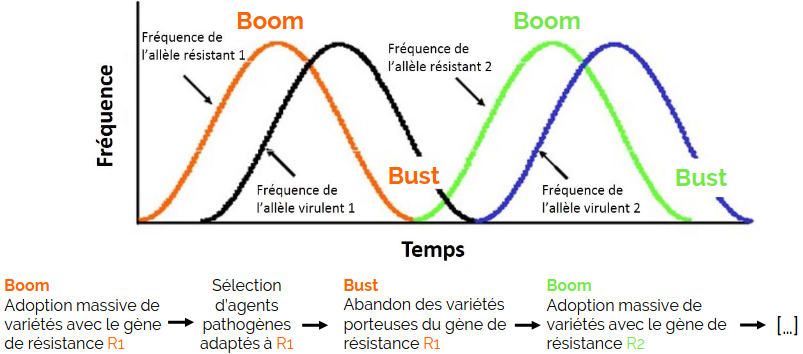 Boom
Boom
Fréquence de
l'allèle résistant 1
Fréquence de
l'allèle résistant 2
Fréquence
Bust
Bust
Fréquence de
l'allèle virulent 1
Fréquence de
l'allèle virulent 2
Temps
Boom
Adoption massive de
variétés avec le gène
de résistance R1
Sélection
d'agents
pathogènes
adaptés à R1
Bust
Abandon des variétés
porteuses du gène de
résistance R1
Boom
Adoption massive de
variétés avec le gène de
résistance R2
[...]